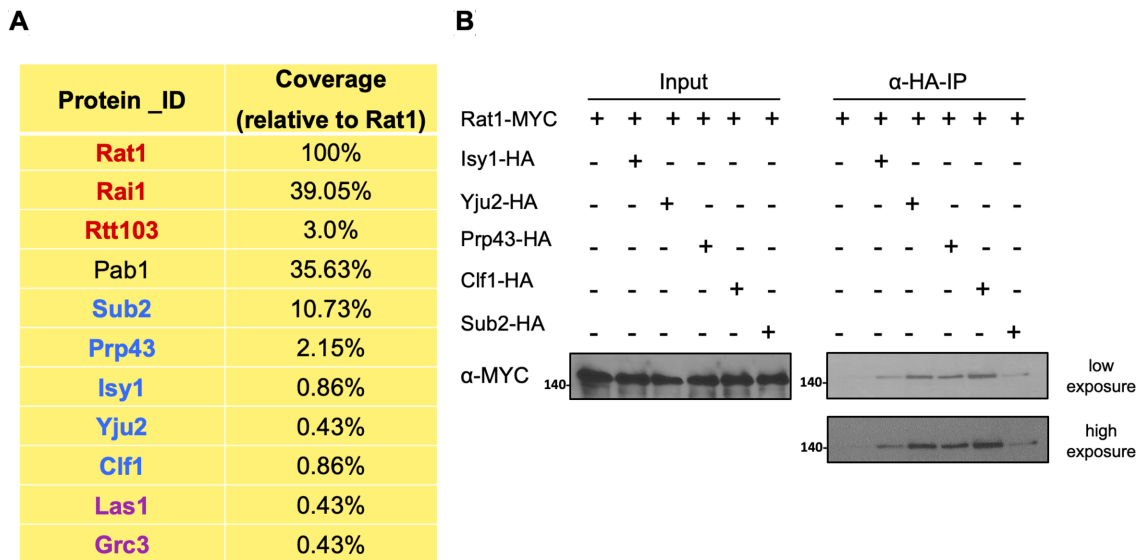 A
Protein _ID Coverage
(relative to Rat1)
Rat1 100%
Rai1 39.05%
Rtt103 3.0%
Pab1 35.63%
Sub2 10.73%
Prp43 2.15%
Isy1 0.86%
Yju2 0.43%
Clf1 0.86%
Las1 0.43%
Grc3 0.43%
B
Input α-HA-IP
Rat1-MYC + + + + + + + + + + + +
Isy1-HA - + - - - - - + - - - -
Yju2-HA - - + - - - - - + - - -
Prp43-HA - - - + - - - - - + - -
Clf1-HA - - - - + - - - - - + -
Sub2-HA - - - - - + - - - - - +
α-MYC 140- 140- low
exposure
140- high
exposure